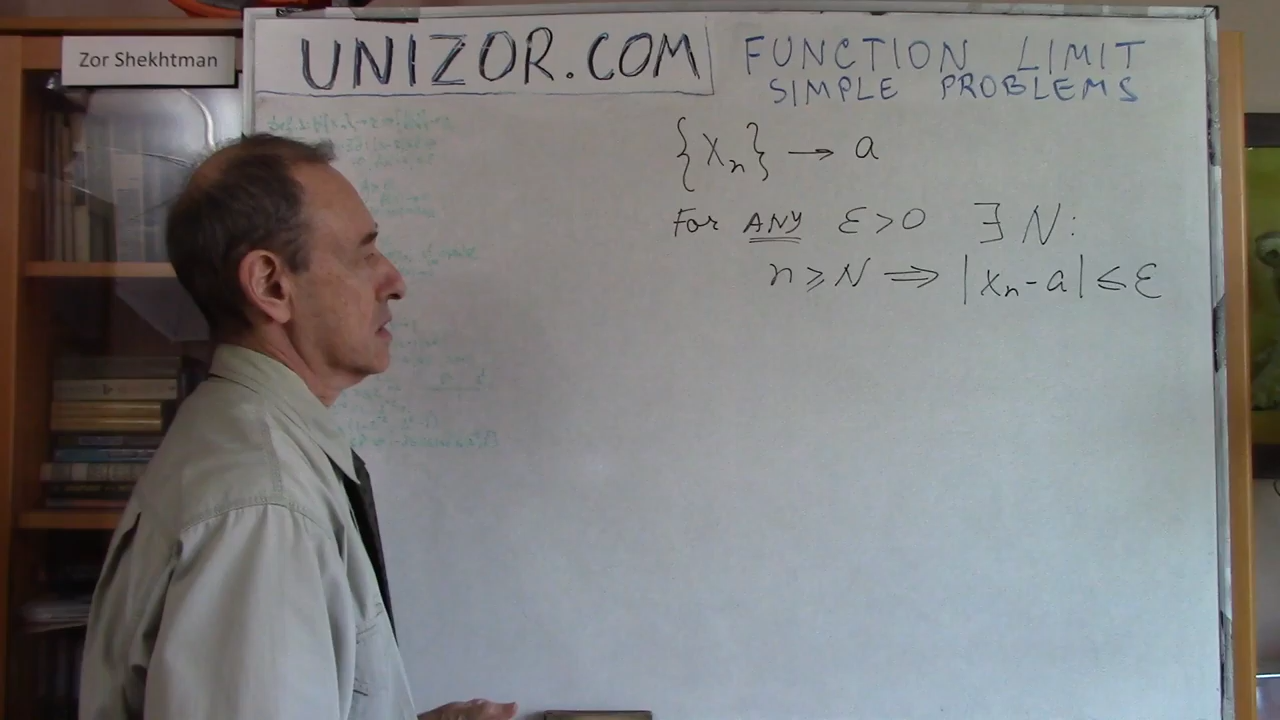 Zor Shekhtman
UNIZOR.COM
FUNCTION LIMIT
SIMPLE PROBLEMS
{xₙ} → a
For ANY ε>0 ∃ N:
n ≥ N ⇒ |xₙ - a| ≤ ε